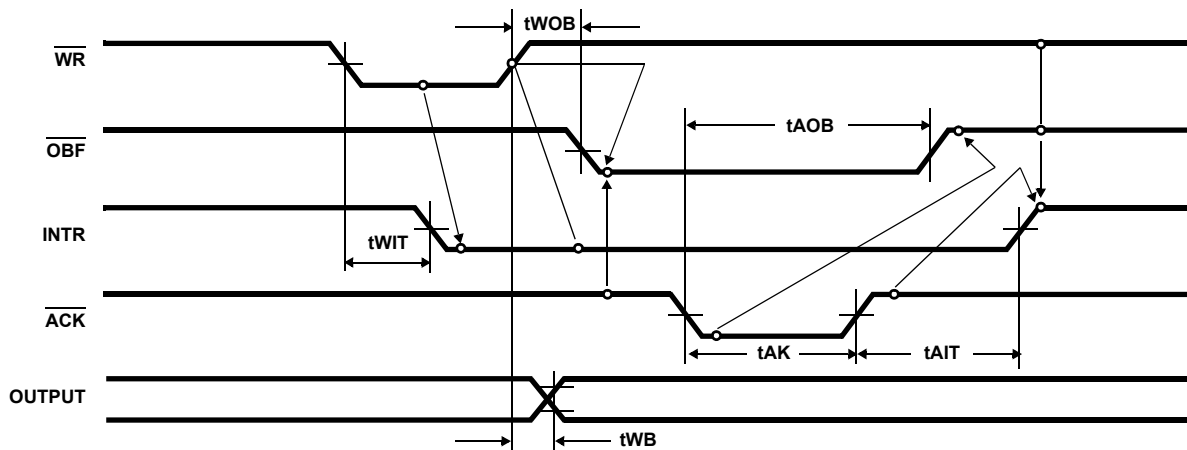 tWOB
WR
OBF
tAOB
INTR
tWIT
ACK
tAK
tAIT
OUTPUT
tWB